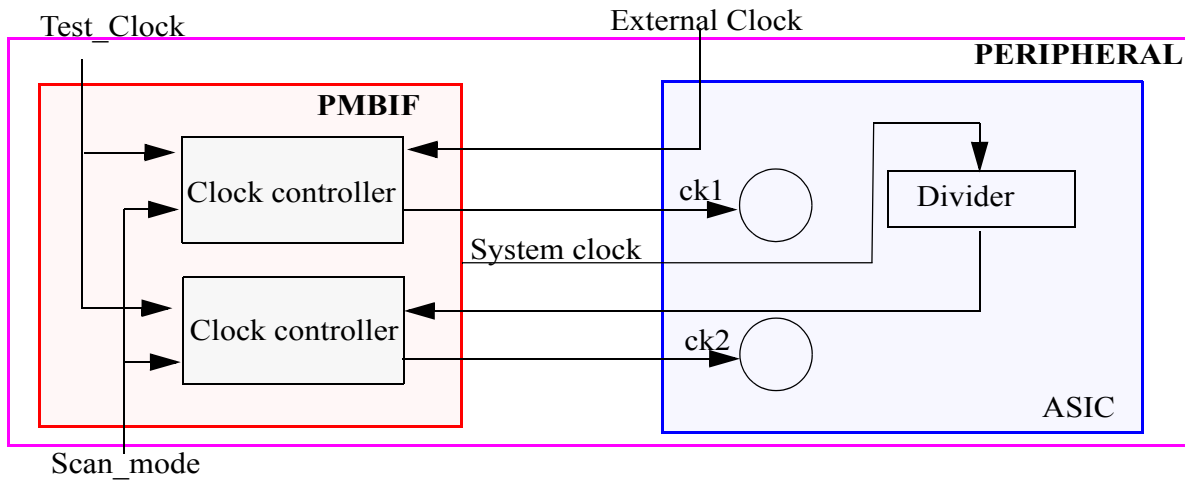 Test_Clock
External Clock
PERIPHERAL
PMBIF
Clock controller
ck1
Divider
System clock
Clock controller
ck2
ASIC
Scan_mode